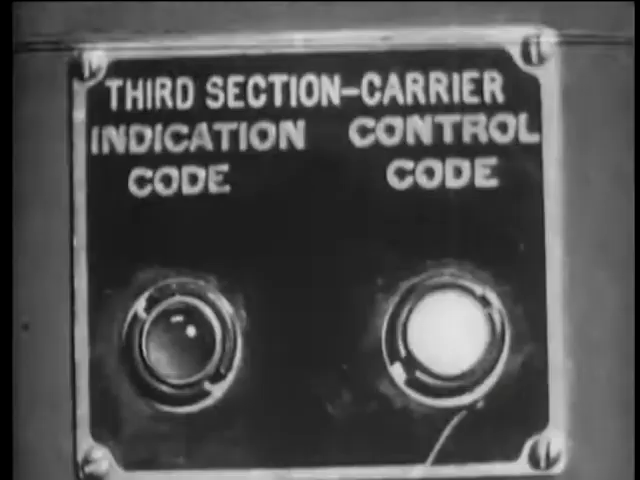 THIRD SECTION-CARRIER
INDICATION CONTROL
CODE CODE